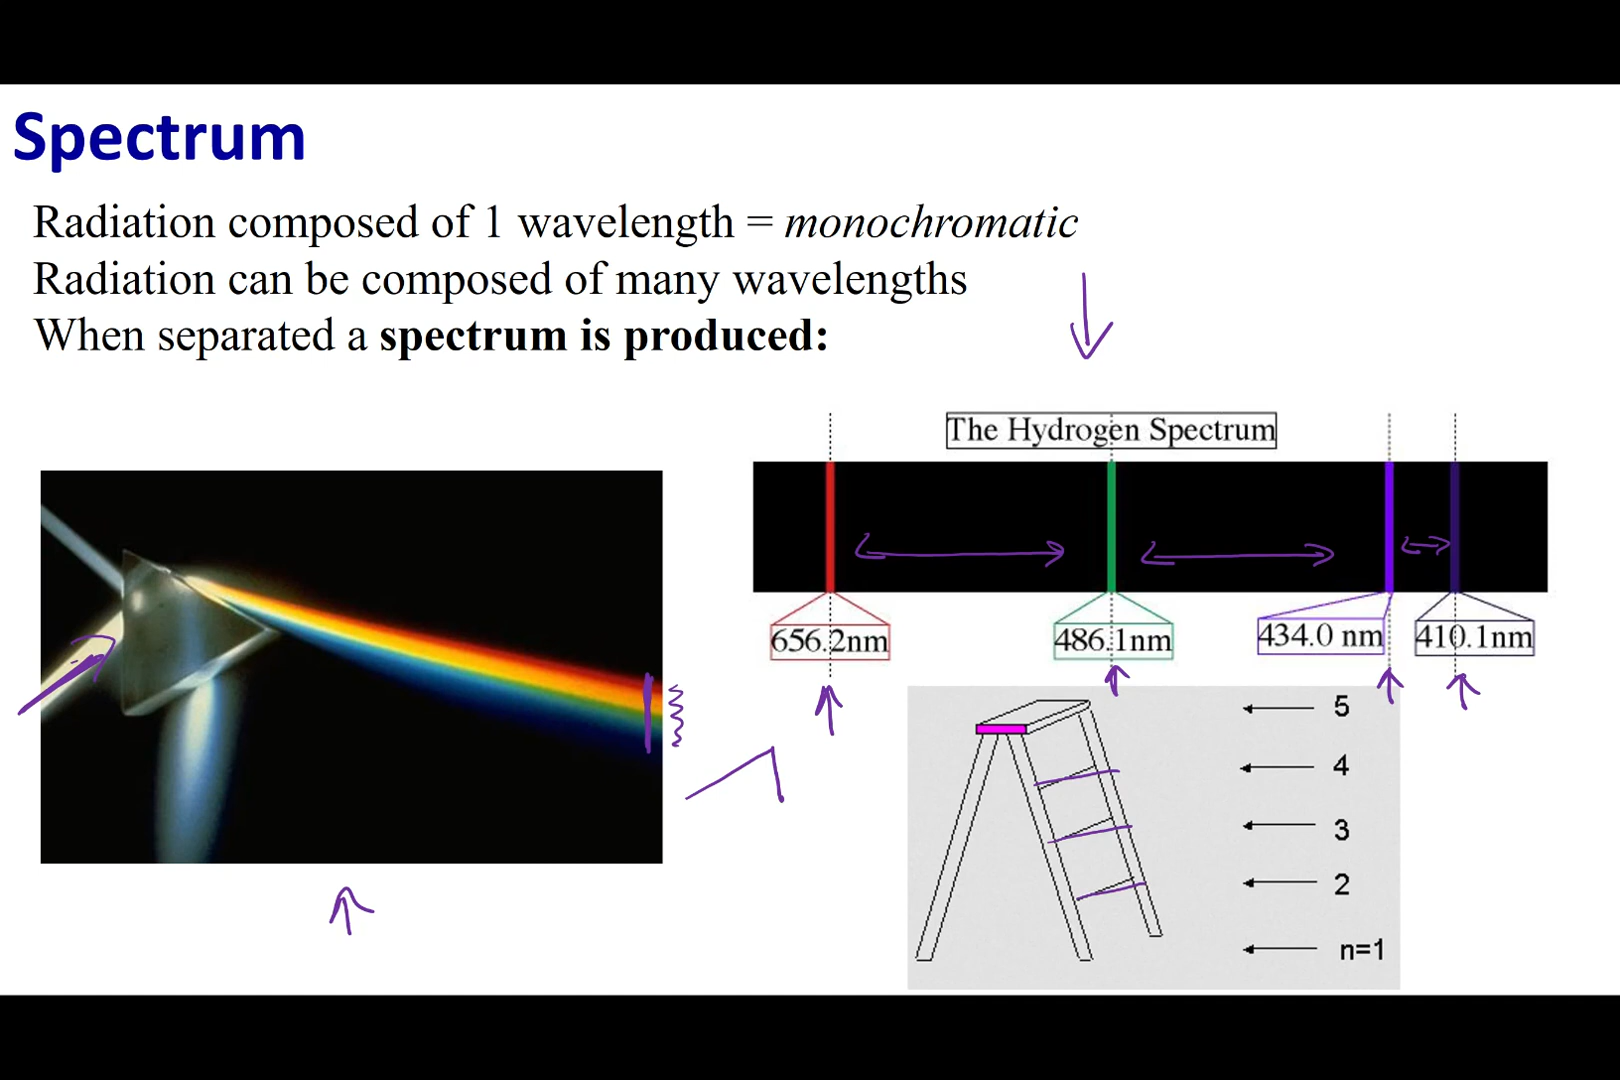 Spectrum
Radiation composed of 1 wavelength = monochromatic
Radiation can be composed of many wavelengths
When separated a spectrum is produced:
The Hydrogen Spectrum
656.2nm
486.1nm
434.0 nm
410.1nm
5
4
3
2
n=1